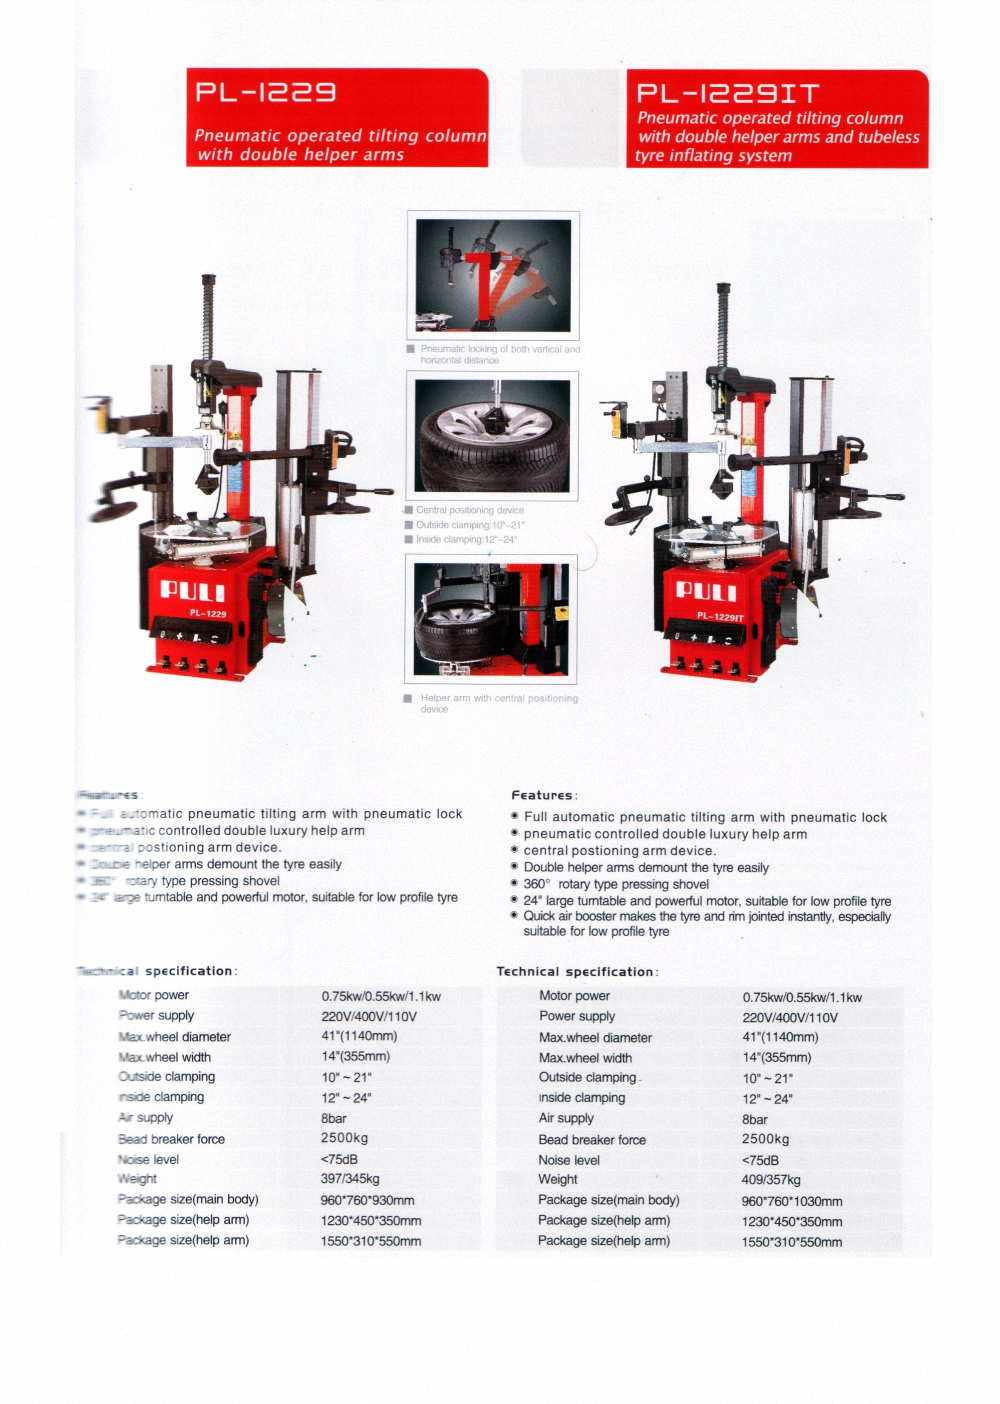 PL-1229
Pneumatic operated tilting column
with double helper arms
PL-1229IT
Pneumatic operated tilting column
with double helper arms and tubeless
tyre inflating system
Pneumatic locking of both vertical and
honzontal distance
Central positioning device
Outside clamping:10"-21"
Inside clamping:12"-24"
Helper arm with central positioning
device
PULI
PL-1229
PULI
PL-1229IT
Features:
Full automatic pneumatic tilting arm with pneumatic lock
pneumatic controlled double luxury help arm
central postioning arm device.
Double helper arms demount the tyre easily
360° rotary type pressing shovel
24" large turntable and powerful motor, suitable for low profile tyre
Technical specification:
Motor power 0.75kw/0.55kw/1.1kw
Power supply 220V/400V/110V
Max.wheel diameter 41"(1140mm)
Max.wheel width 14"(355mm)
Outside clamping 10" ~ 21"
Inside clamping 12" ~ 24"
Air supply 8bar
Bead breaker force 2500kg
Noise level <75dB
Weight 397/345kg
Package size(main body) 960*760*930mm
Package size(help arm) 1230*450*350mm
Package size(help arm) 1550*310*550mm
Features:
Full automatic pneumatic tilting arm with pneumatic lock
pneumatic controlled double luxury help arm
central postioning arm device.
Double helper arms demount the tyre easily
360° rotary type pressing shovel
24" large turntable and powerful motor, suitable for low profile tyre
Quick air booster makes the tyre and rim jointed instantly, especially
suitable for low profile tyre
Technical specification:
Motor power 0.75kw/0.55kw/1.1kw
Power supply 220V/400V/110V
Max.wheel diameter 41"(1140mm)
Max.wheel width 14"(355mm)
Outside clamping 10" ~ 21"
Inside clamping 12" ~ 24"
Air supply 8bar
Bead breaker force 2500kg
Noise level <75dB
Weight 409/357kg
Package size(main body) 960*760*1030mm
Package size(help arm) 1230*450*350mm
Package size(help arm) 1550*310*550mm